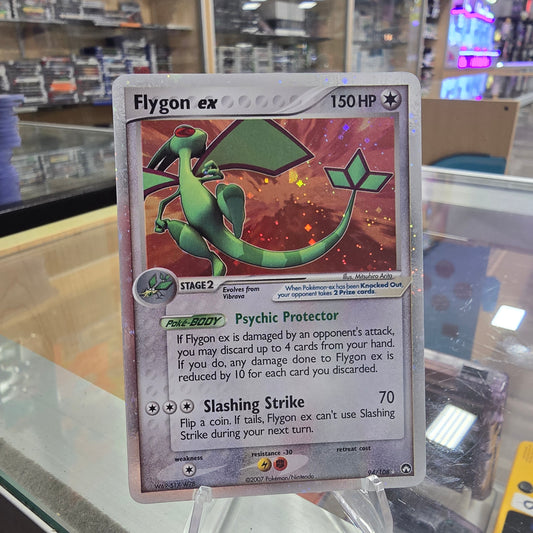 Flygon ex 150 HP
Illus. Mitsuhiro Arita
STAGE 2
Evolves from
Vibrava
When Pokémon-ex has been Knocked Out,
your opponent takes 2 Prize cards.
Poké-BODY Psychic Protector
If Flygon ex is damaged by an opponent's attack,
you may discard up to 4 cards from your hand.
If you do, any damage done to Flygon ex is
reduced by 10 for each card you discarded.
Slashing Strike 70
Flip a coin. If tails, Flygon ex can't use Slashing
Strike during your next turn.
weakness resistance -30 retreat cost
©2007 Pokémon/Nintendo 94/108